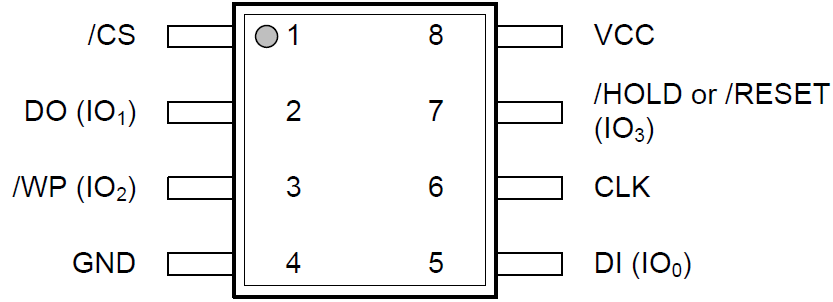 /CS 1 8 VCC
DO (IO₁) 2 7 /HOLD or /RESET
(IO₃)
/WP (IO₂) 3 6 CLK
GND 4 5 DI (IO₀)